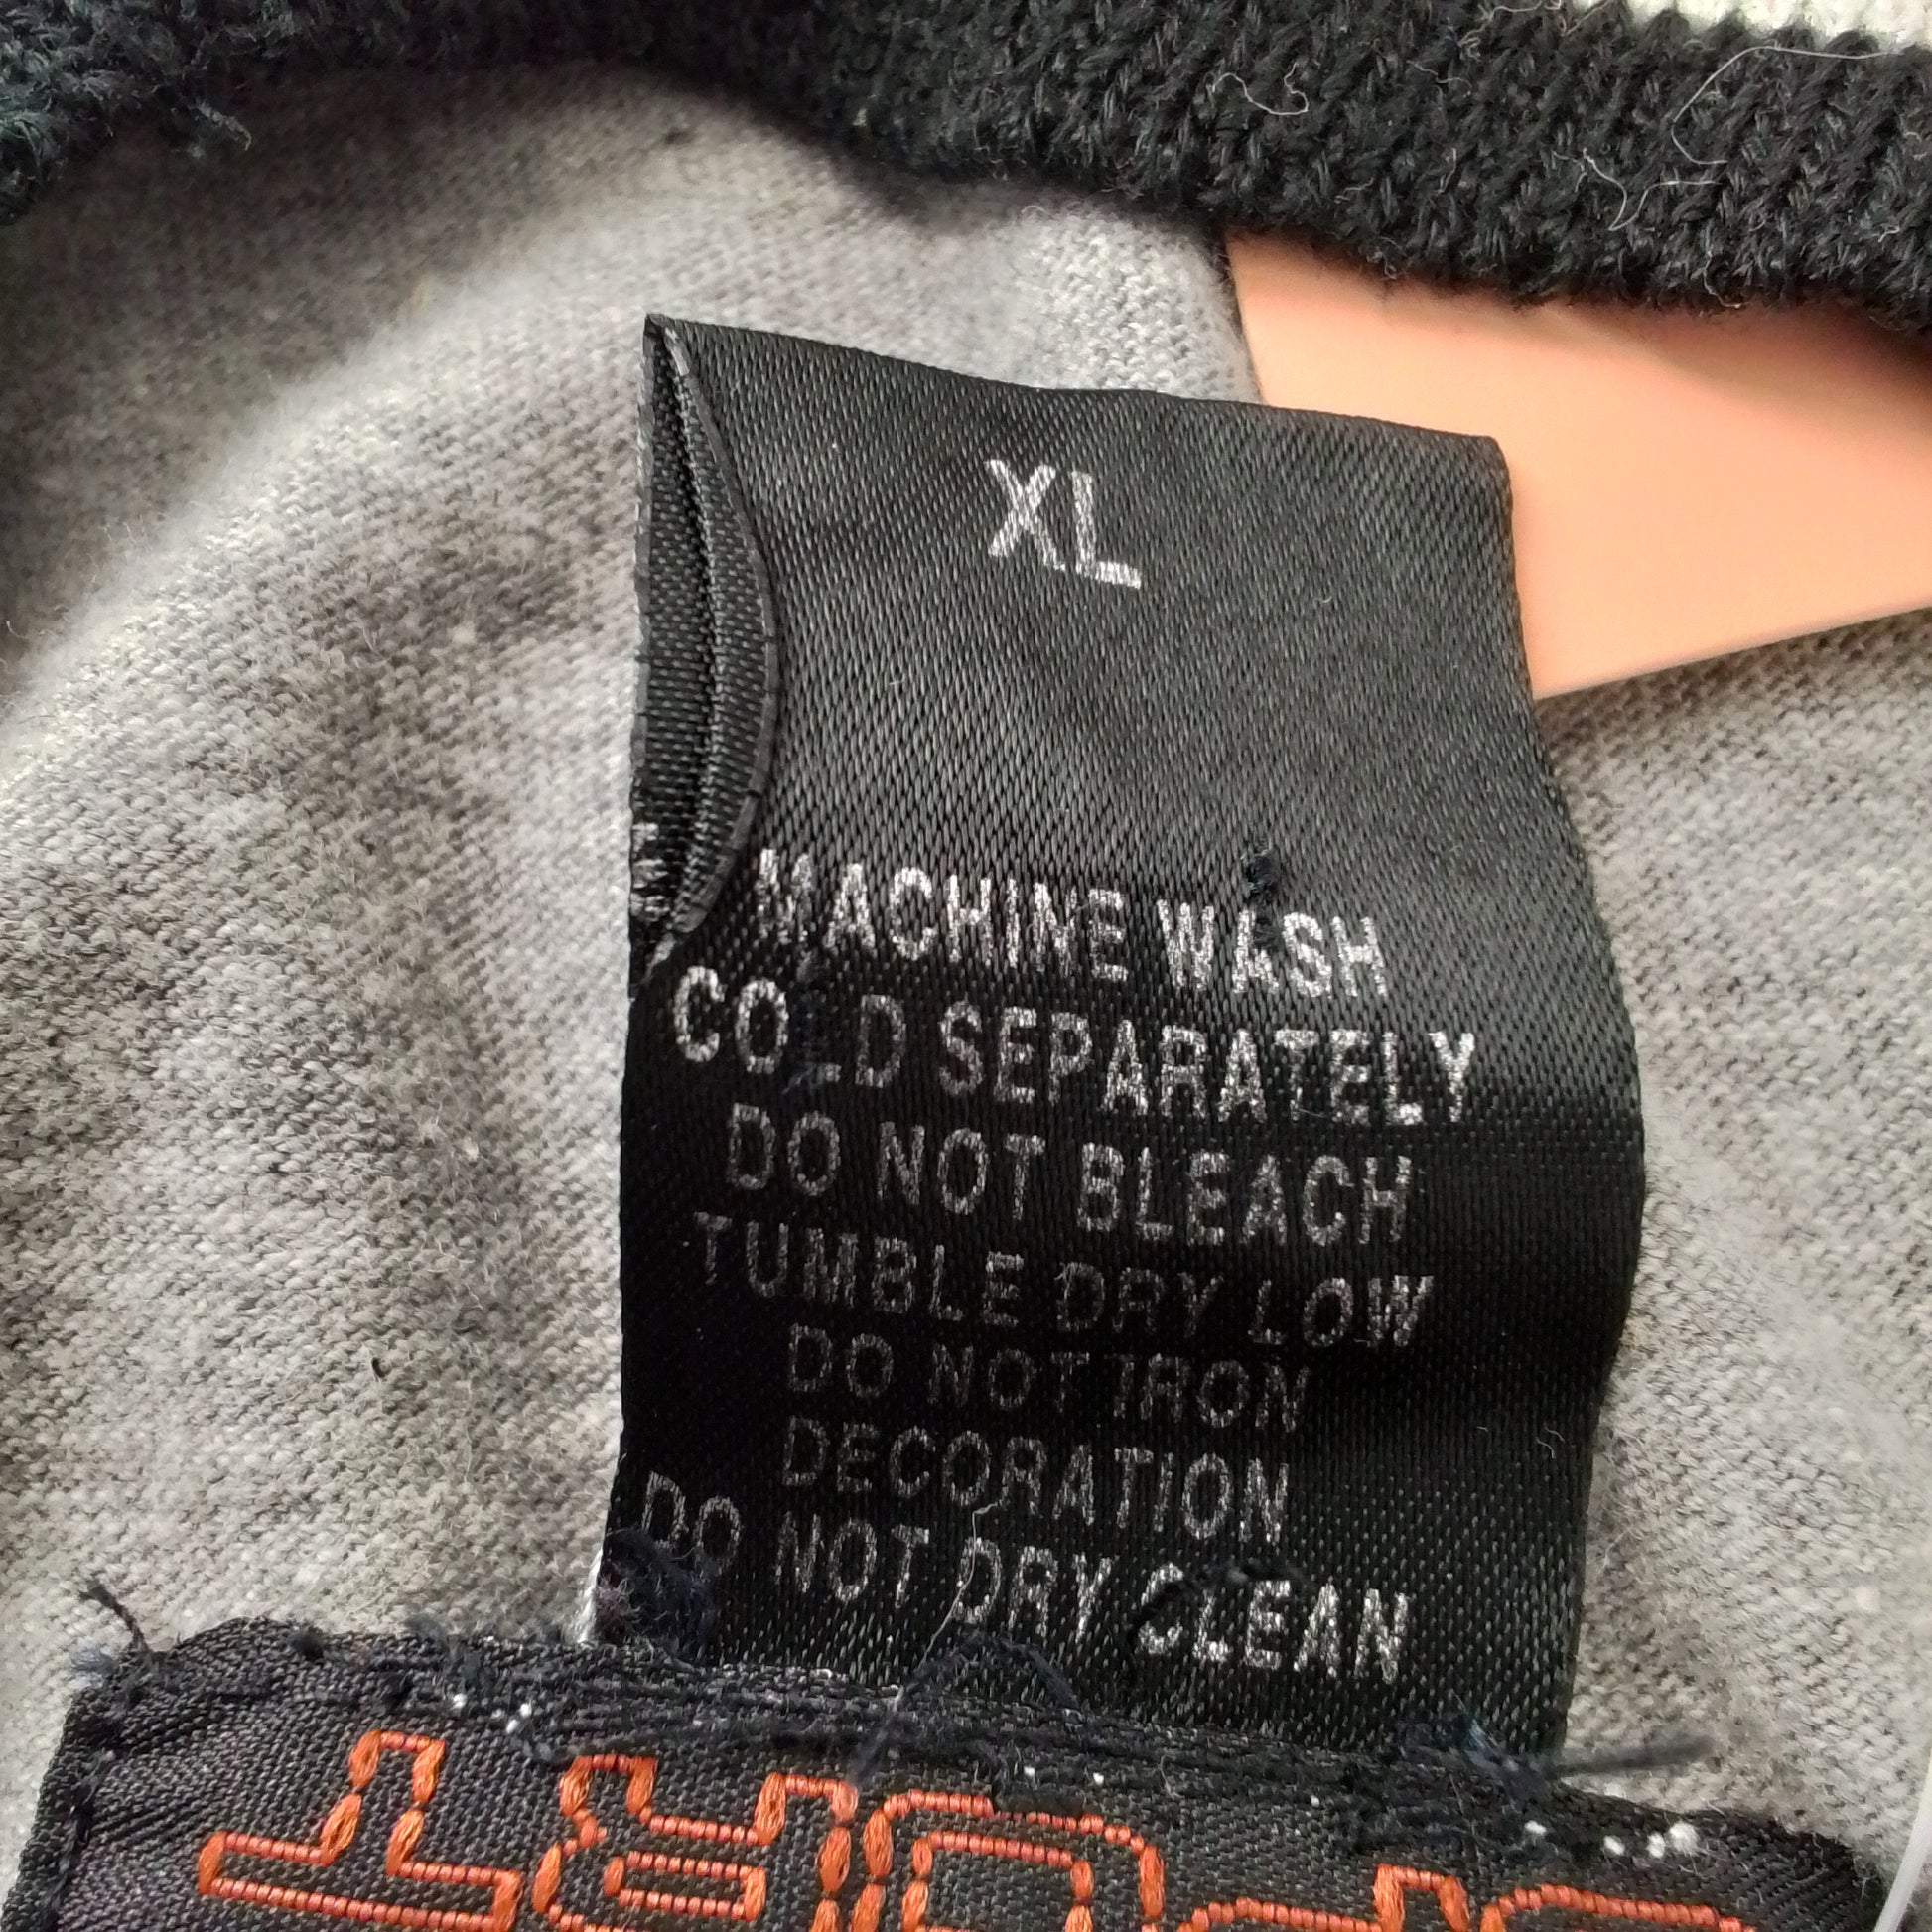 XL
MACHINE WASH
COLD SEPARATELY
DO NOT BLEACH
TUMBLE DRY LOW
DO NOT IRON
DECORATION
DO NOT DRY CLEAN